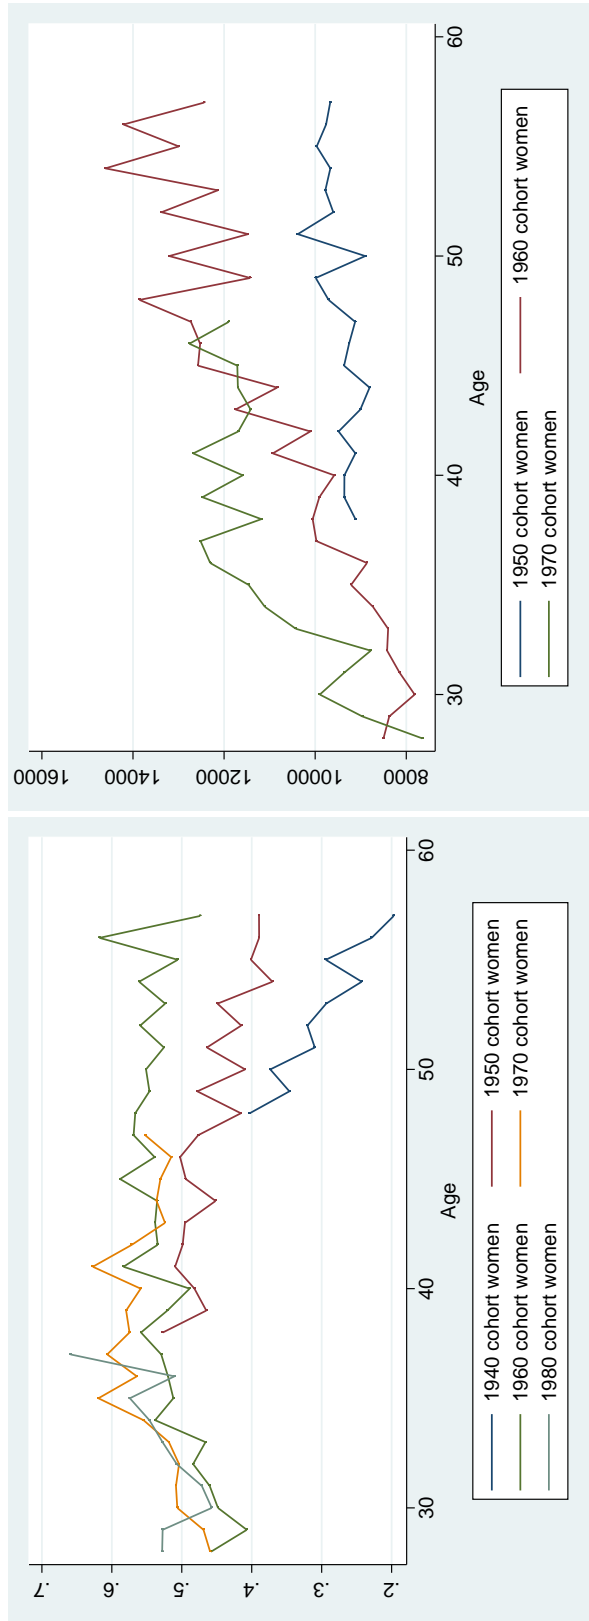 .7
.6
.5
.4
.3
.2
30 40 50 60
Age
1940 cohort women 1950 cohort women
1960 cohort women 1970 cohort women
1980 cohort women
16000
14000
12000
10000
8000
30 40 50 60
Age
1950 cohort women 1960 cohort women
1970 cohort women